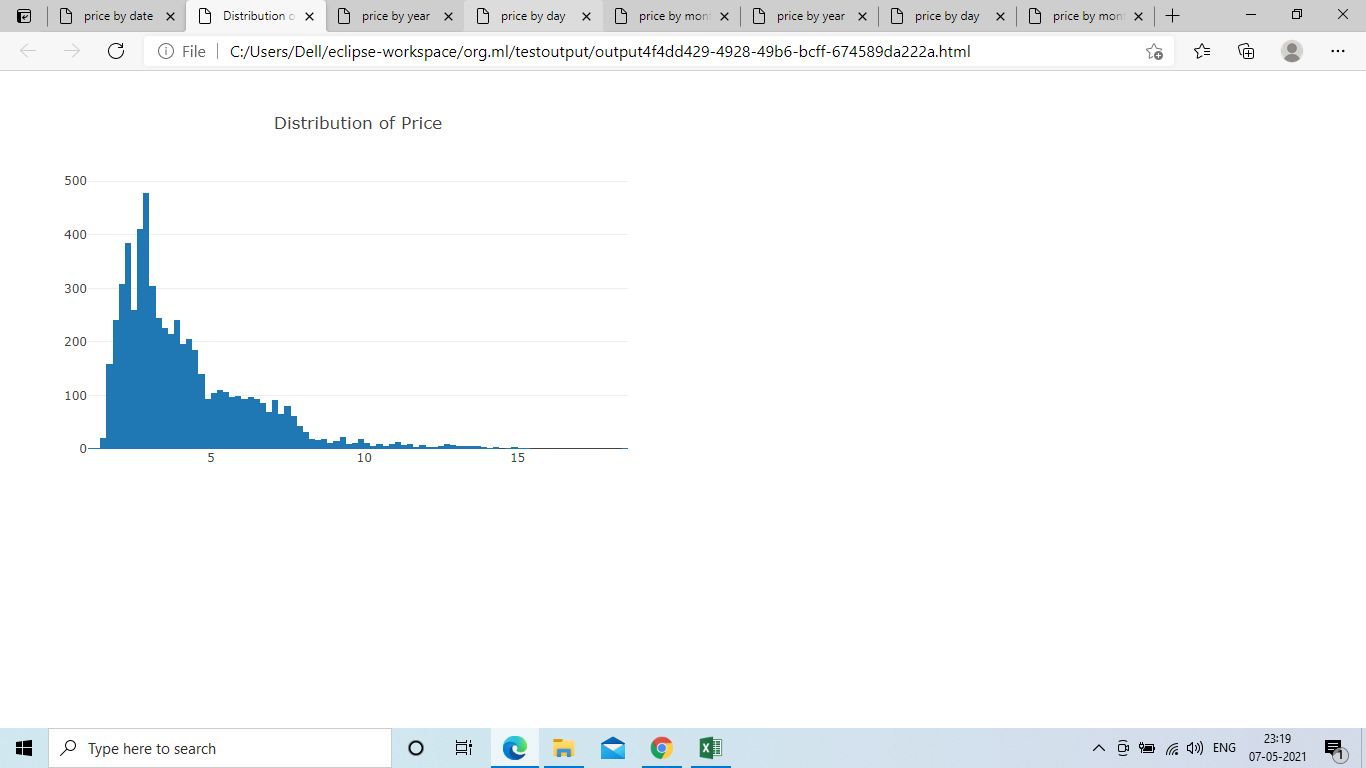 price by date
Distribution o
price by year
price by day
price by mon
price by year
price by day
price by mon
File
C:/Users/Dell/eclipse-workspace/org.ml/testoutput/output4f4dd429-4928-49b6-bcff-674589da222a.html
Distribution of Price
500
400
300
200
100
0
5
10
15
Type here to search
ENG
23:19
07-05-2021
1